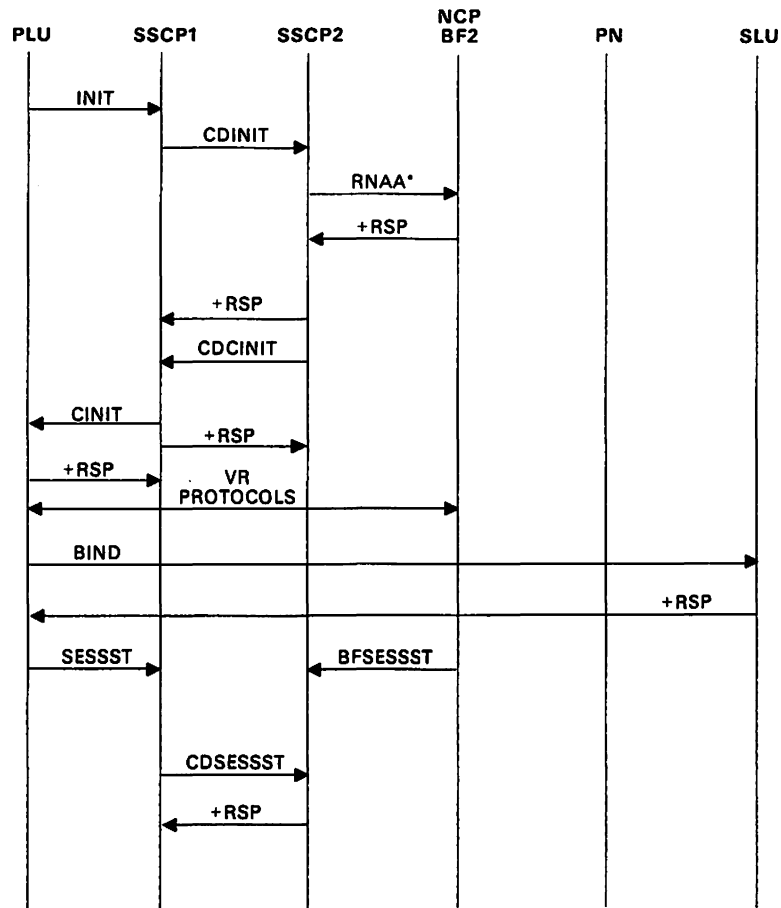 PLU SSCP1 SSCP2 NCP BF2 PN SLU
INIT
CDINIT
RNAA*
+RSP
+RSP
CDCINIT
CINIT
+RSP
+RSP
VR
PROTOCOLS
BIND
+RSP
SESSST BFSESSST
CDSESSST
+RSP